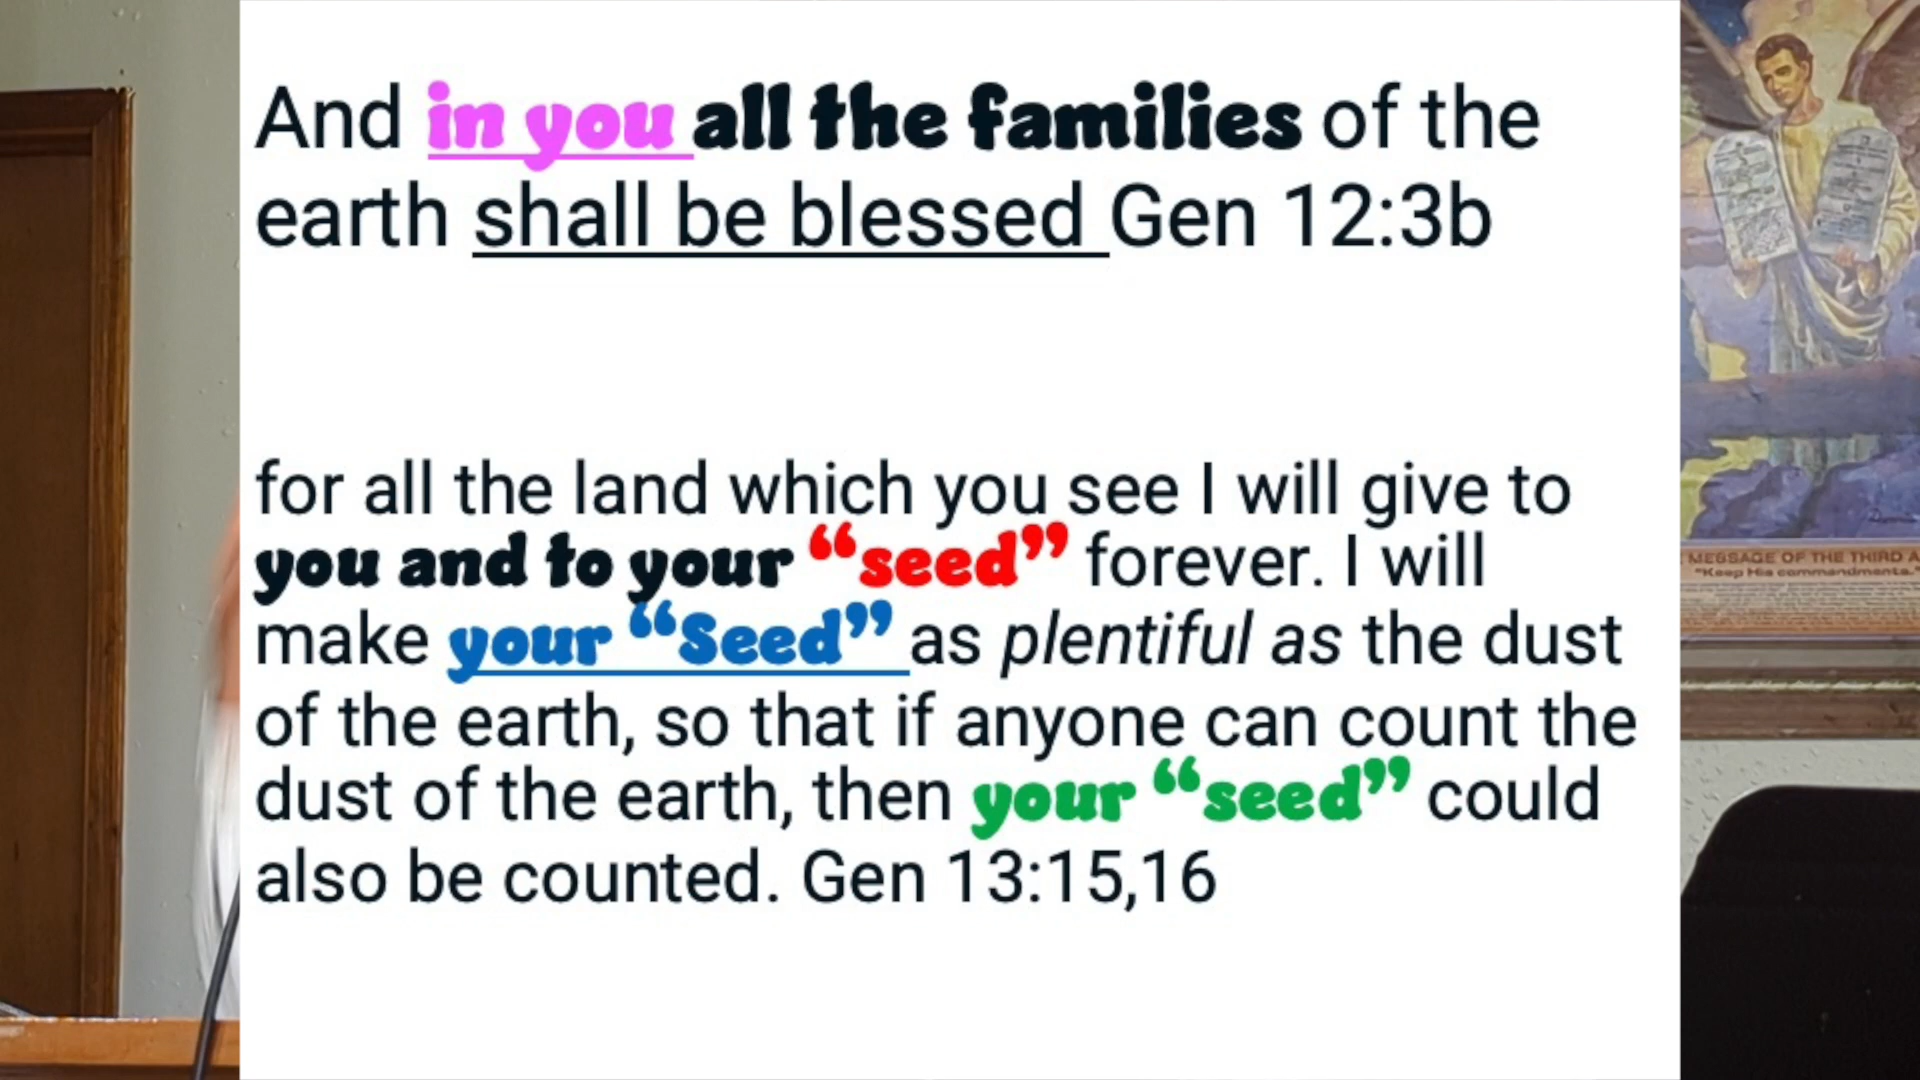 And in you all the families of the
earth shall be blessed Gen 12:3b
for all the land which you see I will give to
you and to your “seed” forever. I will
make your “Seed” as plentiful as the dust
of the earth, so that if anyone can count the
dust of the earth, then your “seed” could
also be counted. Gen 13:15,16
MESSAGE OF THE THIRD A
"Keep His commandments."